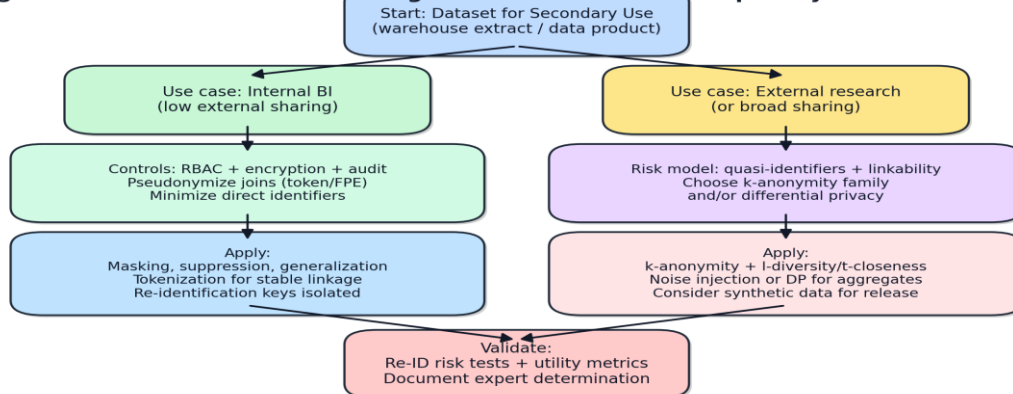 Start: Dataset for Secondary Use
(warehouse extract / data product)
Use case: Internal BI
(low external sharing)
Use case: External research
(or broad sharing)
Controls: RBAC + encryption + audit
Pseudonymize joins (token/FPE)
Minimize direct identifiers
Risk model: quasi-identifiers + linkability
Choose k-anonymity family
and/or differential privacy
Apply:
Masking, suppression, generalization
Tokenization for stable linkage
Re-identification keys isolated
Apply:
k-anonymity + l-diversity/t-closeness
Noise injection or DP for aggregates
Consider synthetic data for release
Validate:
Re-ID risk tests + utility metrics
Document expert determination